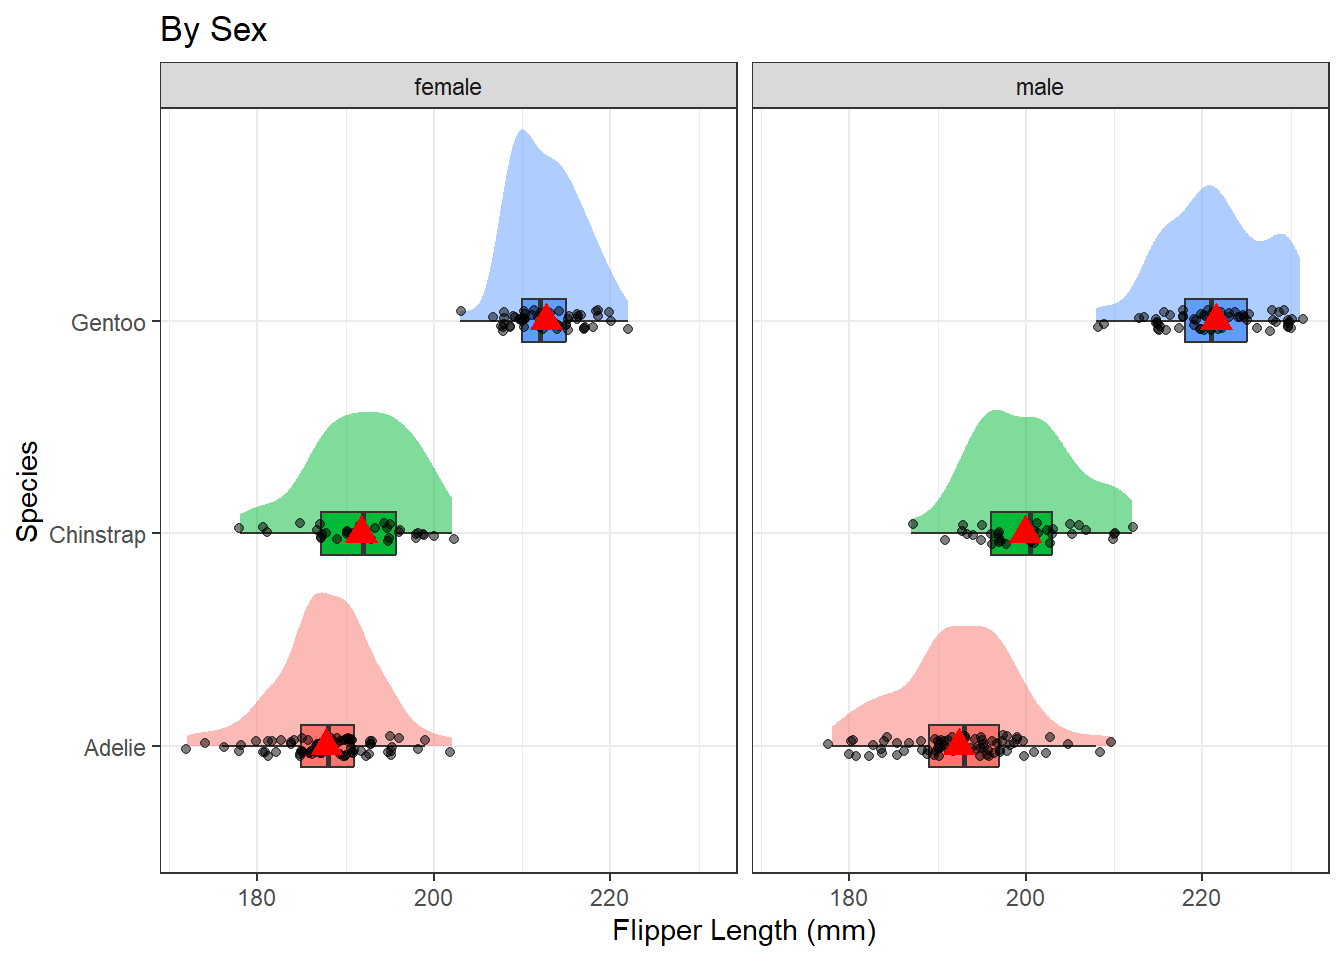 By Sex
female
male
Species
Gentoo
Chinstrap
Adelie
180 200 220
180 200 220
Flipper Length (mm)